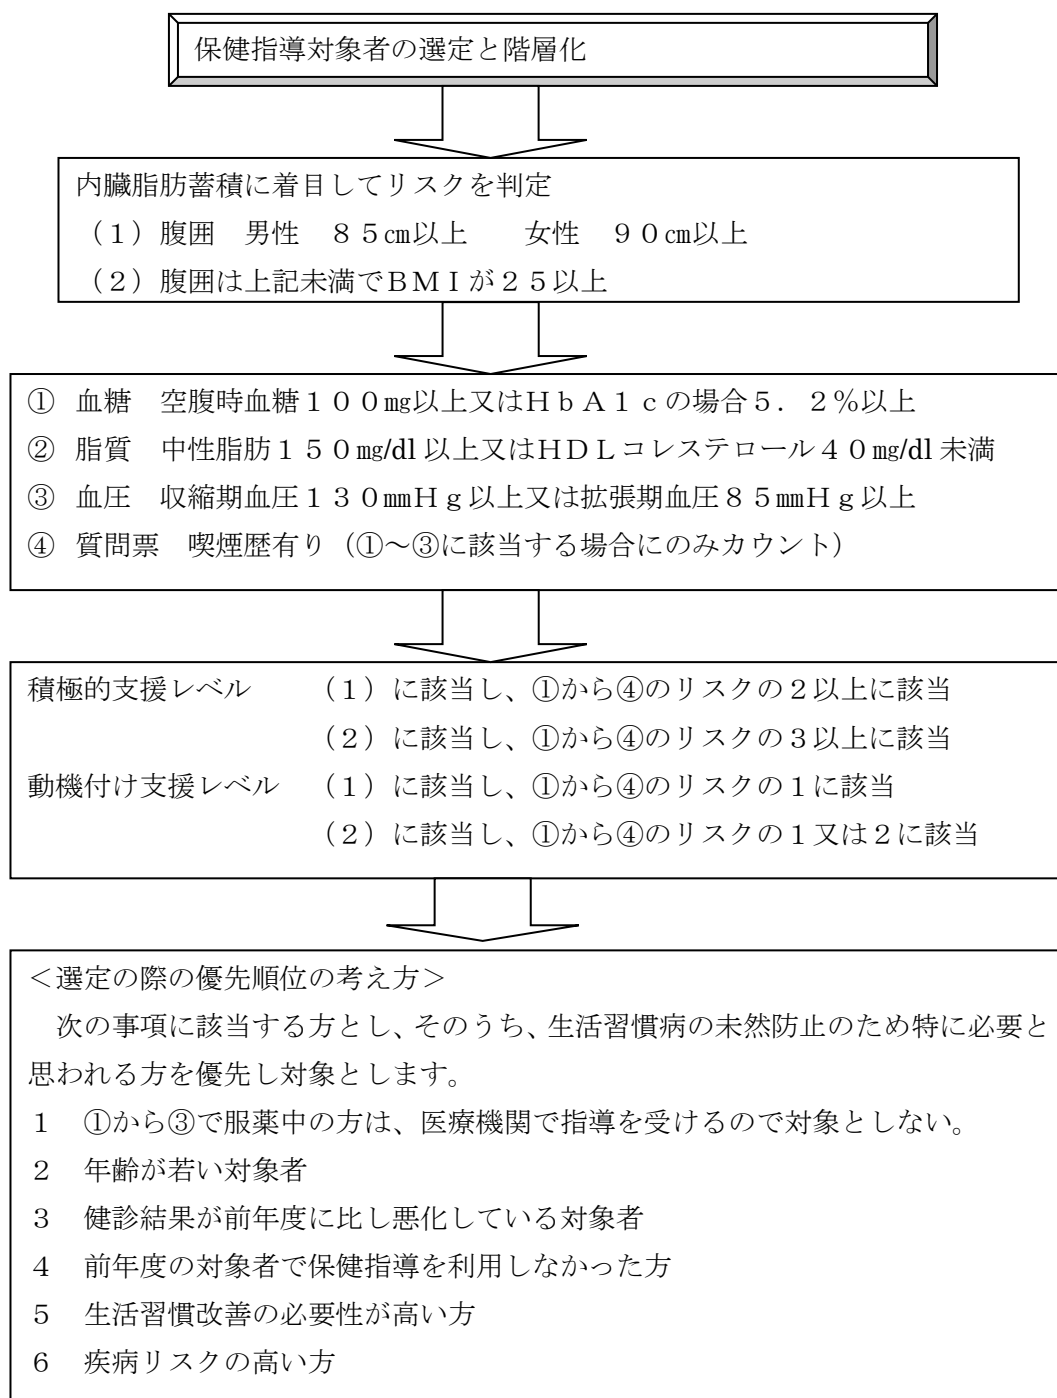 保健指導対象者の選定と階層化
内臓脂肪蓄積に着目してリスクを判定
（１）腹囲　男性　８５㎝以上　　女性　９０㎝以上
（２）腹囲は上記未満でＢＭＩが２５以上
①　血糖　空腹時血糖１００㎎以上又はＨｂＡ１ｃの場合５．２％以上
②　脂質　中性脂肪１５０㎎/dl 以上又はＨＤＬコレステロール４０㎎/dl 未満
③　血圧　収縮期血圧１３０㎜Ｈｇ以上又は拡張期血圧８５㎜Ｈｇ以上
④　質問票　喫煙歴有り（①～③に該当する場合にのみカウント）
積極的支援レベル　　（１）に該当し、①から④のリスクの２以上に該当
（２）に該当し、①から④のリスクの３以上に該当
動機付け支援レベル　（１）に該当し、①から④のリスクの１に該当
（２）に該当し、①から④のリスクの１又は２に該当
＜選定の際の優先順位の考え方＞
次の事項に該当する方とし、そのうち、生活習慣病の未然防止のため特に必要と
思われる方を優先し対象とします。
１　①から③で服薬中の方は、医療機関で指導を受けるので対象としない。
２　年齢が若い対象者
３　健診結果が前年度に比し悪化している対象者
４　前年度の対象者で保健指導を利用しなかった方
５　生活習慣改善の必要性が高い方
６　疾病リスクの高い方